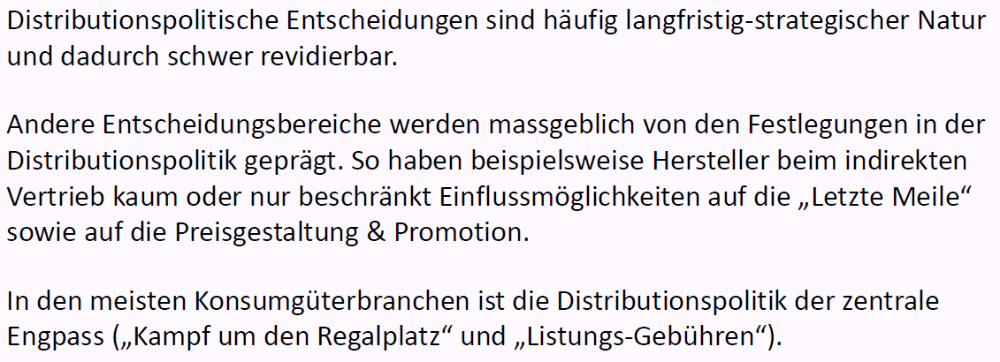 Distributionspolitische Entscheidungen sind häufig langfristig-strategischer Natur
und dadurch schwer revidierbar.
Andere Entscheidungsbereiche werden massgeblich von den Festlegungen in der
Distributionspolitik geprägt. So haben beispielsweise Hersteller beim indirekten
Vertrieb kaum oder nur beschränkt Einflussmöglichkeiten auf die „Letzte Meile“
sowie auf die Preisgestaltung & Promotion.
In den meisten Konsumgüterbranchen ist die Distributionspolitik der zentrale
Engpass („Kampf um den Regalplatz“ und „Listungs-Gebühren“).